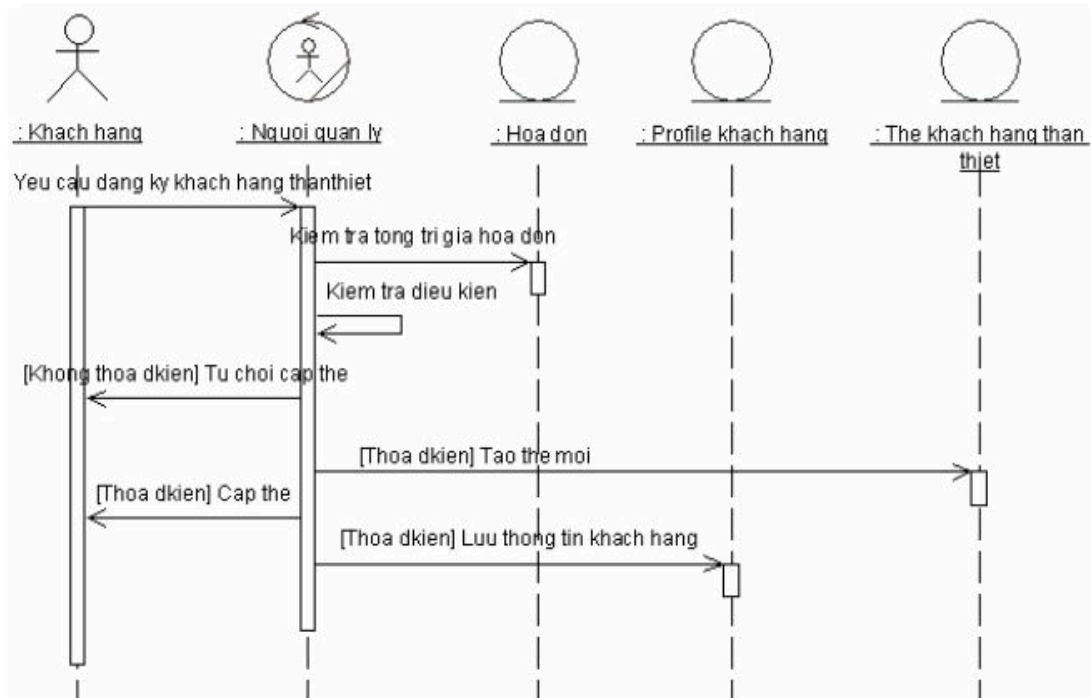 : Khach hang
: Nguoi quan ly
: Hoa don
: Profile khach hang
: The khach hang than
thiet
Yeu cau dang ky khach hang thanthiet
Kiem tra tong tri gia hoa don
Kiem tra dieu kien
[Khong thoa dkien] Tu choi cap the
[Thoa dkien] Tao the moi
[Thoa dkien] Cap the
[Thoa dkien] Luu thong tin khach hang